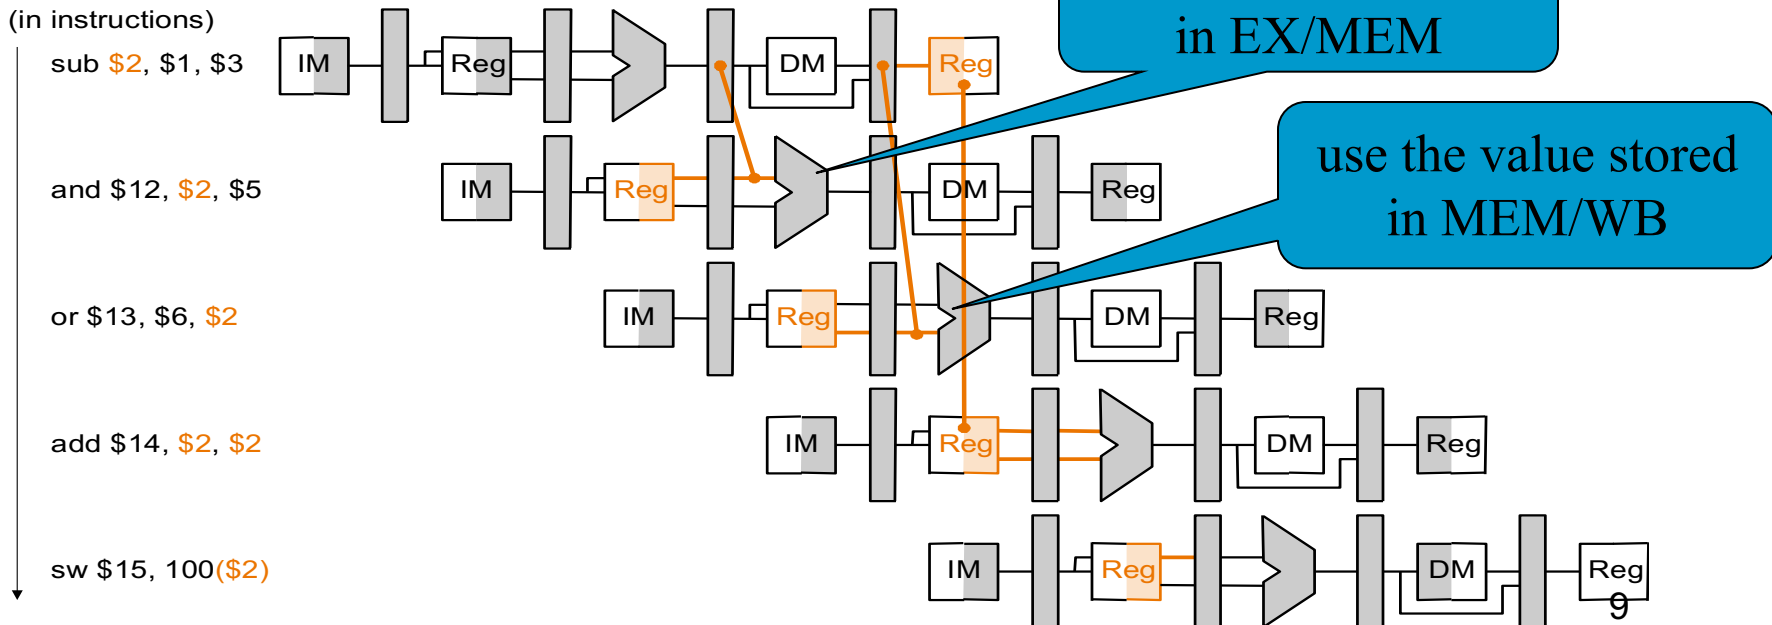 (in instructions)
in EX/MEM
sub $2, $1, $3
IM Reg DM Reg
use the value stored
in MEM/WB
and $12, $2, $5
IM Reg DM Reg
or $13, $6, $2
IM Reg DM Reg
add $14, $2, $2
IM Reg DM Reg
sw $15, 100($2)
IM Reg DM Reg
9